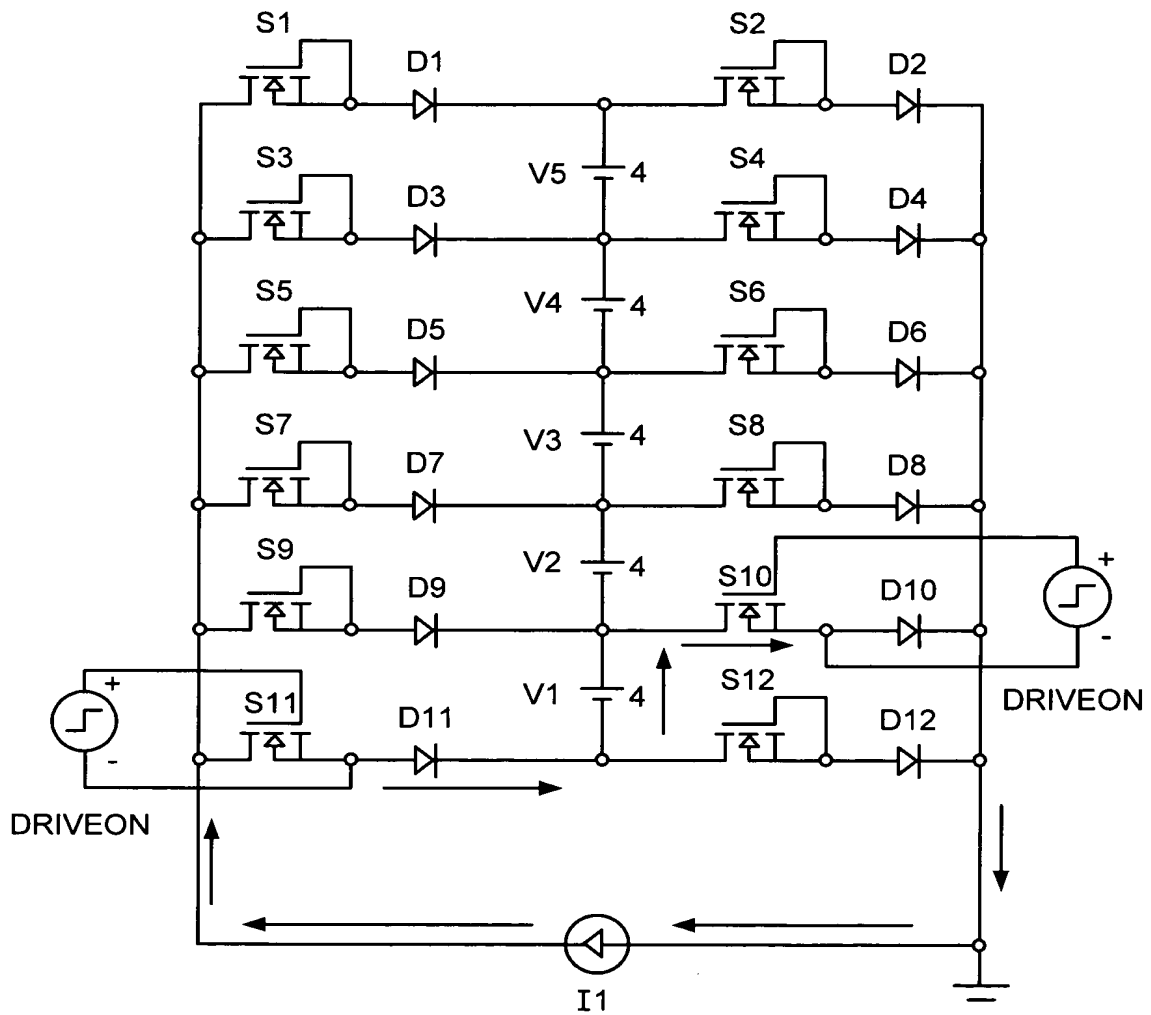 S1
S2
D1
D2
V5 4
S3
S4
D3
D4
V4 4
S5
S6
D5
D6
V3 4
S7
S8
D7
D8
V2 4
S9
S10
D9
D10
+
-
DRIVEON
V1 4
S11
S12
D11
D12
+
-
DRIVEON
I1